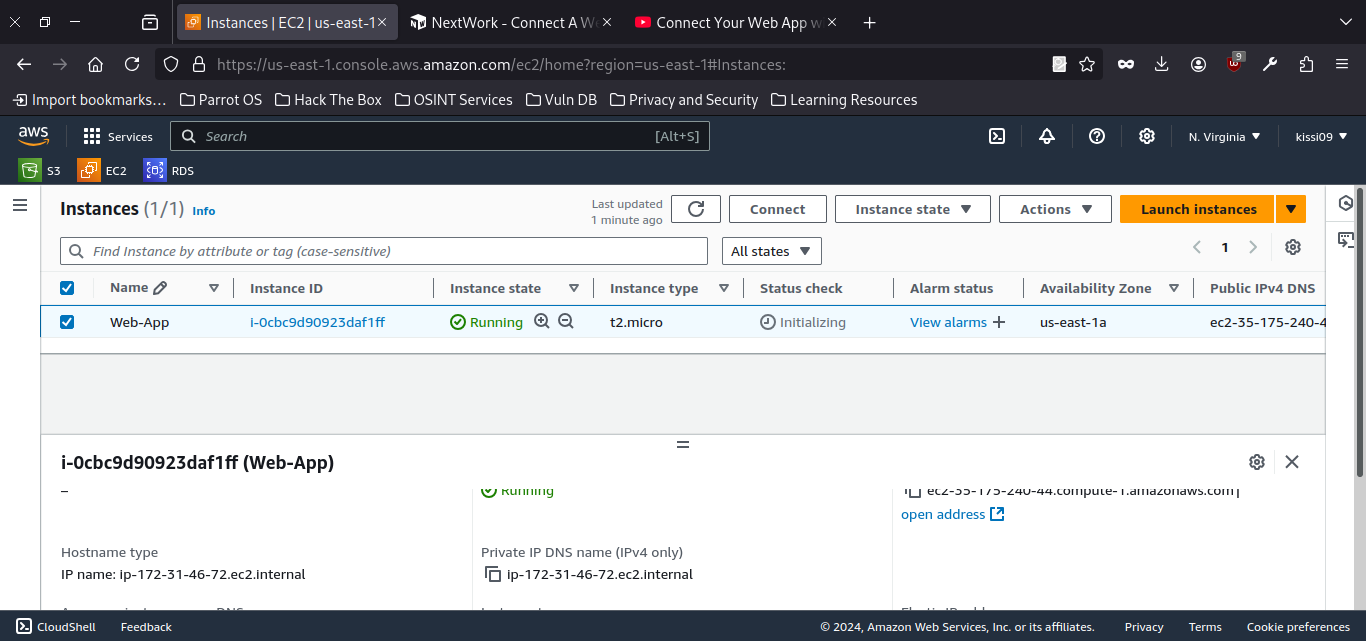 Instances | EC2 | us-east-1
NextWork - Connect A We
Connect Your Web App w
https://us-east-1.console.aws.amazon.com/ec2/home?region=us-east-1#Instances:
9
Import bookmarks…
Parrot OS
Hack The Box
OSINT Services
Vuln DB
Privacy and Security
Learning Resources
aws
Services
Search
[Alt+S]
N. Virginia
kissi09
S3
EC2
RDS
Instances (1/1) Info
Last updated
1 minute ago
Connect
Instance state
Actions
Launch instances
Find Instance by attribute or tag (case-sensitive)
All states
1
Name
Instance ID
Instance state
Instance type
Status check
Alarm status
Availability Zone
Public IPv4 DNS
Web-App
i-0cbc9d90923daf1ff
Running
t2.micro
Initializing
View alarms
us-east-1a
ec2-35-175-240-4
i-0cbc9d90923daf1ff (Web-App)
–
Running
ec2-35-175-240-44.compute-1.amazonaws.com |
open address
Hostname type
IP name: ip-172-31-46-72.ec2.internal
Private IP DNS name (IPv4 only)
ip-172-31-46-72.ec2.internal
CloudShell
Feedback
© 2024, Amazon Web Services, Inc. or its affiliates.
Privacy
Terms
Cookie preferences